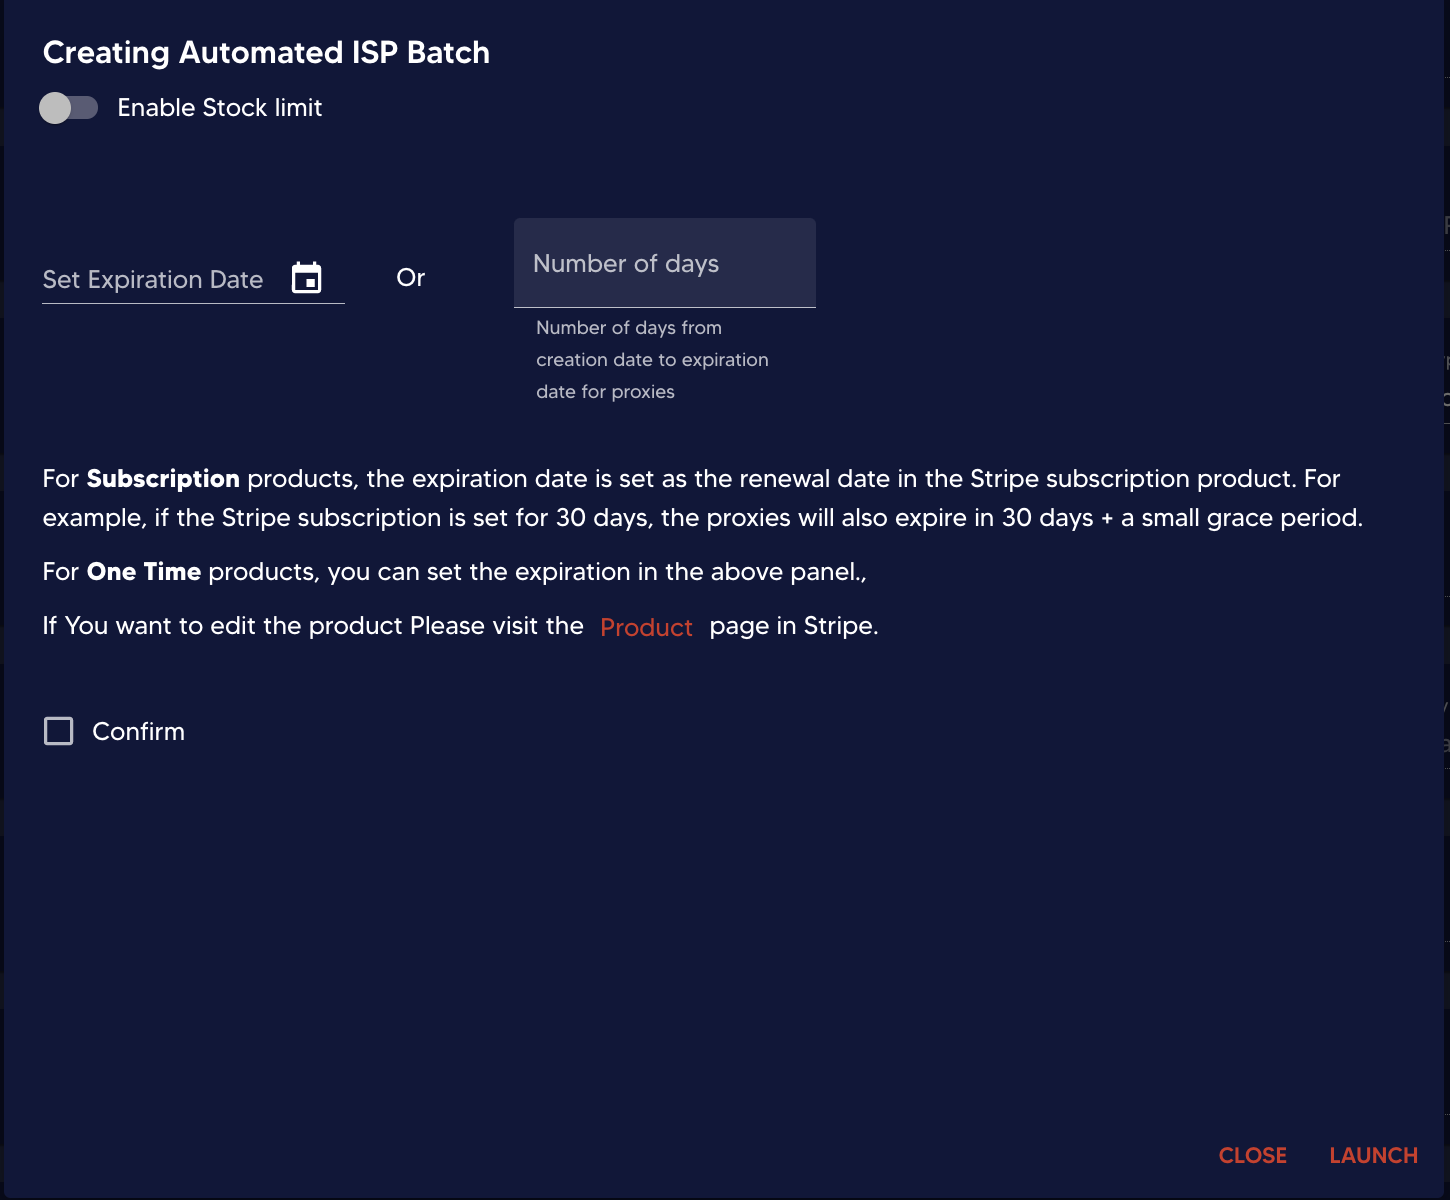 Creating Automated ISP Batch
Enable Stock limit
Set Expiration Date
Or
Number of days
Number of days from
creation date to expiration
date for proxies
For Subscription products, the expiration date is set as the renewal date in the Stripe subscription product. For
example, if the Stripe subscription is set for 30 days, the proxies will also expire in 30 days + a small grace period.
For One Time products, you can set the expiration in the above panel.,
If You want to edit the product Please visit the Product page in Stripe.
Confirm
CLOSE LAUNCH